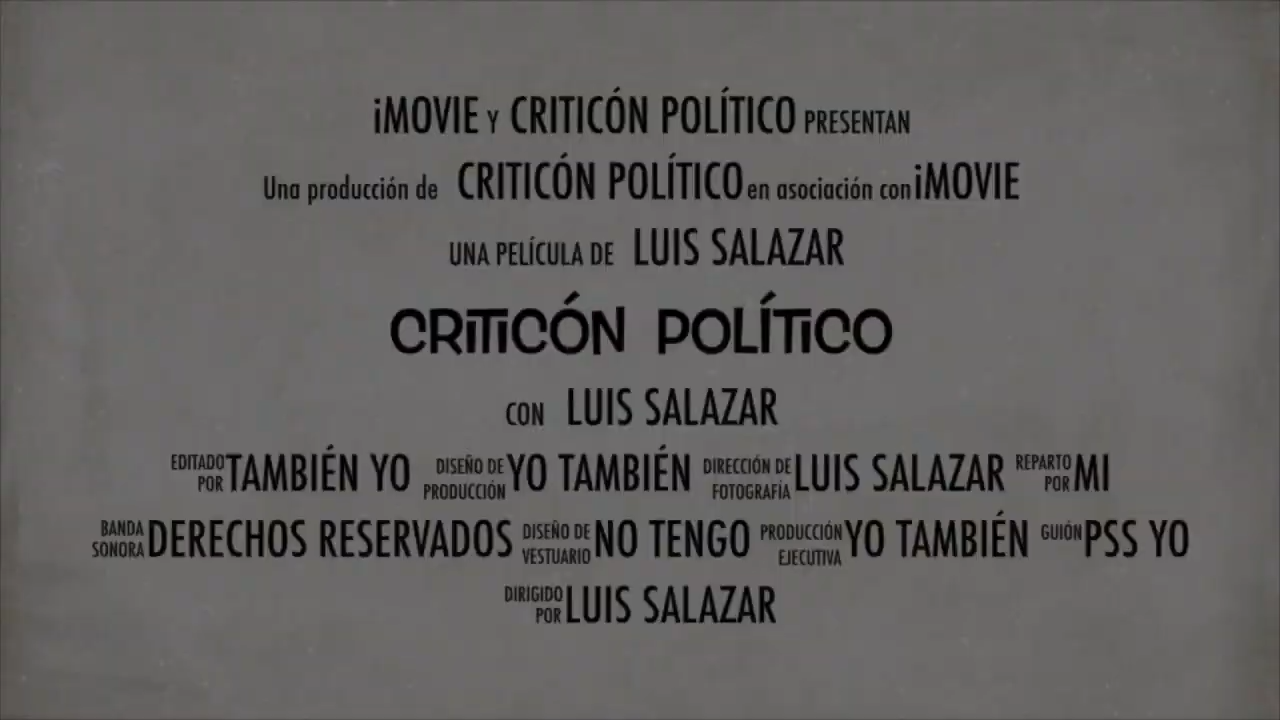 iMOVIE Y CRITICÓN POLÍTICO PRESENTAN
Una producción de CRITICÓN POLÍTICO en asociación con iMOVIE
UNA PELÍCULA DE LUIS SALAZAR
CRITICÓN POLÍTICO
CON LUIS SALAZAR
EDITADO POR TAMBIÉN YO DISEÑO DE PRODUCCIÓN YO TAMBIÉN DIRECCIÓN DE FOTOGRAFÍA LUIS SALAZAR REPARTO POR MI
BANDA SONORA DERECHOS RESERVADOS DISEÑO DE VESTUARIO NO TENGO PRODUCCIÓN EJECUTIVA YO TAMBIÉN GUIÓN PSS YO
DIRIGIDO POR LUIS SALAZAR